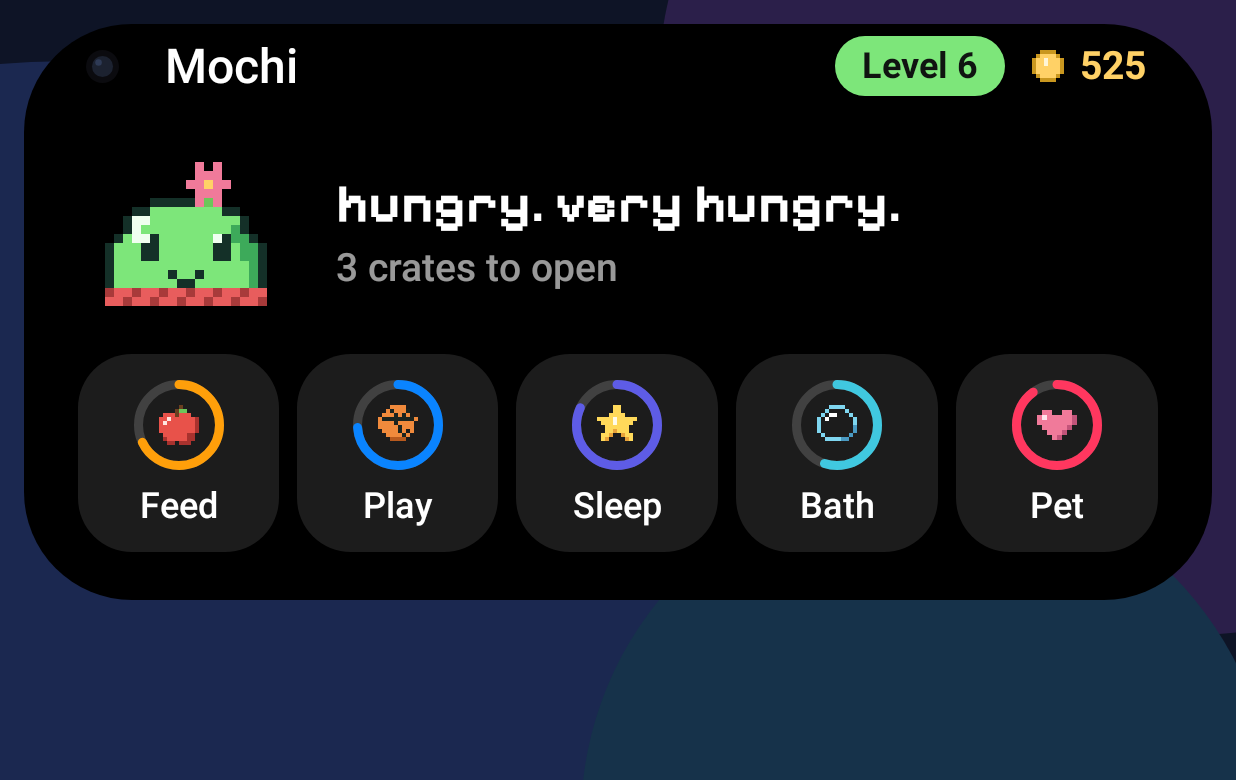 Mochi
Level 6
525
hungry. very hungry.
3 crates to open
Feed
Play
Sleep
Bath
Pet